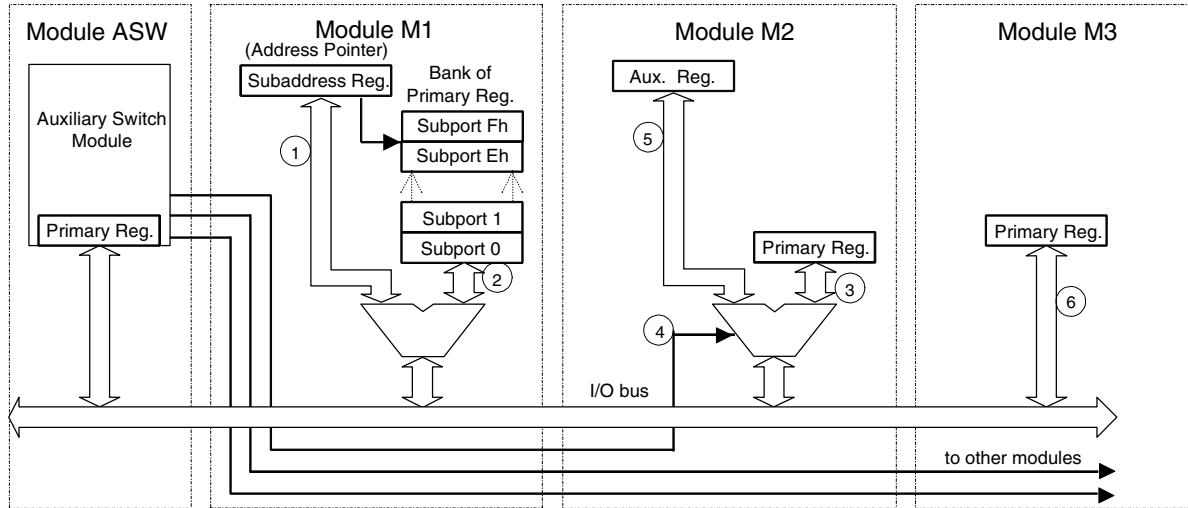 Module ASW
Auxiliary Switch
Module
Primary Reg.
Module M1
(Address Pointer)
Subaddress Reg.
Bank of
Primary Reg.
Subport Fh
Subport Eh
Subport 1
Subport 0
1
2
Module M2
Aux. Reg.
5
Primary Reg.
3
4
I/O bus
Module M3
Primary Reg.
6
to other modules